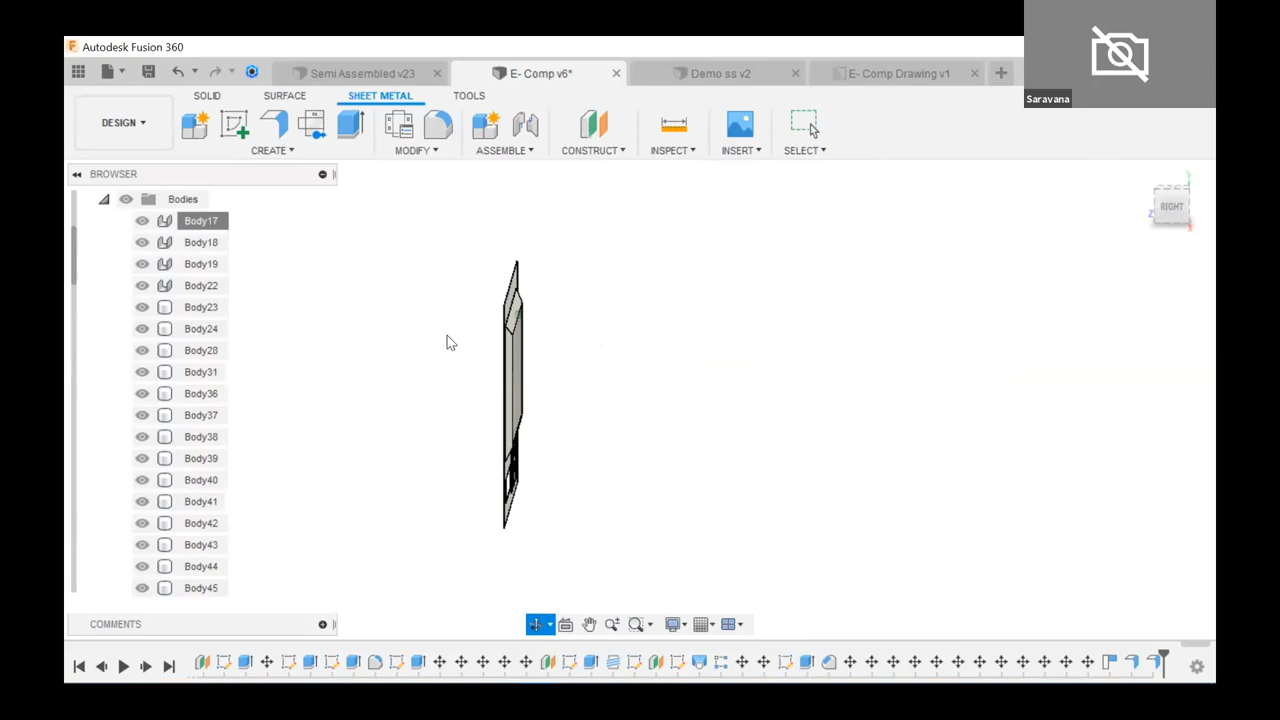 Autodesk Fusion 360
Saravana
Semi Assembled v23
E- Comp v6*
Demo ss v2
E- Comp Drawing v1
SOLID
SURFACE
SHEET METAL
TOOLS
DESIGN
CREATE
MODIFY
ASSEMBLE
CONSTRUCT
INSPECT
INSERT
SELECT
BROWSER
RIGHT
Y
Z
X
Bodies
Body17
Body18
Body19
Body22
Body23
Body24
Body28
Body31
Body36
Body37
Body38
Body39
Body40
Body41
Body42
Body43
Body44
Body45
COMMENTS